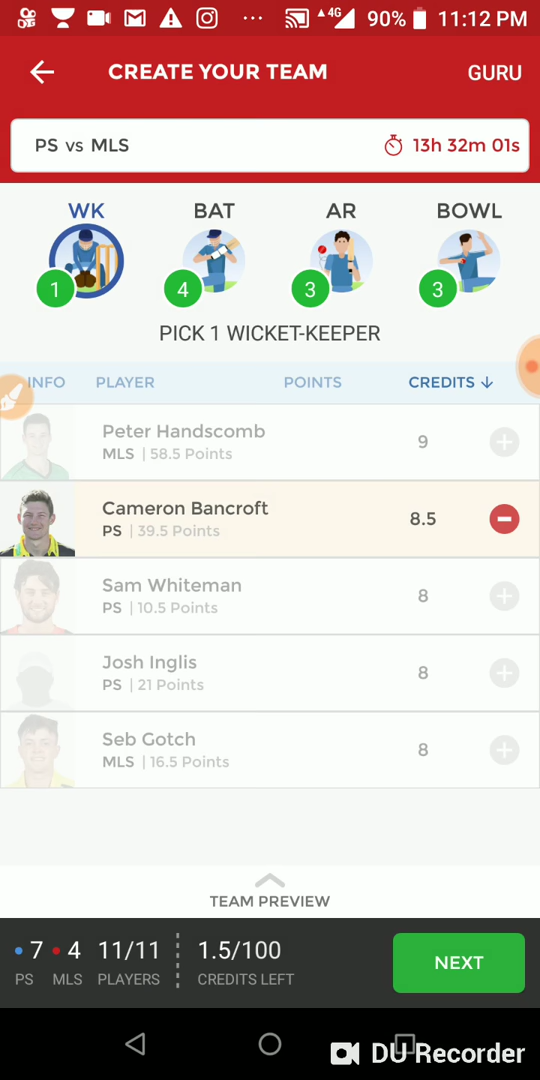 4G 90% 11:12 PM
CREATE YOUR TEAM GURU
PS vs MLS 13h 32m 01s
WK BAT AR BOWL
1 4 3 3
PICK 1 WICKET-KEEPER
INFO PLAYER POINTS CREDITS
Peter Handscomb
MLS | 58.5 Points 9
Cameron Bancroft
PS | 39.5 Points 8.5
Sam Whiteman
PS | 10.5 Points 8
Josh Inglis
PS | 21 Points 8
Seb Gotch
MLS | 16.5 Points 8
TEAM PREVIEW
7 4 11/11 1.5/100
PS MLS PLAYERS CREDITS LEFT
NEXT
DU Recorder